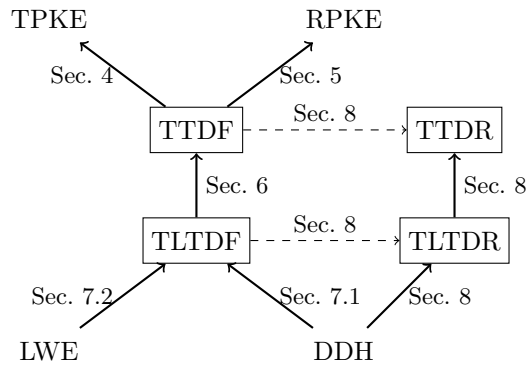 TPKE RPKE
Sec. 4 Sec. 5
Sec. 8
TTDF TTDR
Sec. 6 Sec. 8
Sec. 8
TLTDF TLTDR
Sec. 7.2 Sec. 7.1 Sec. 8
LWE DDH